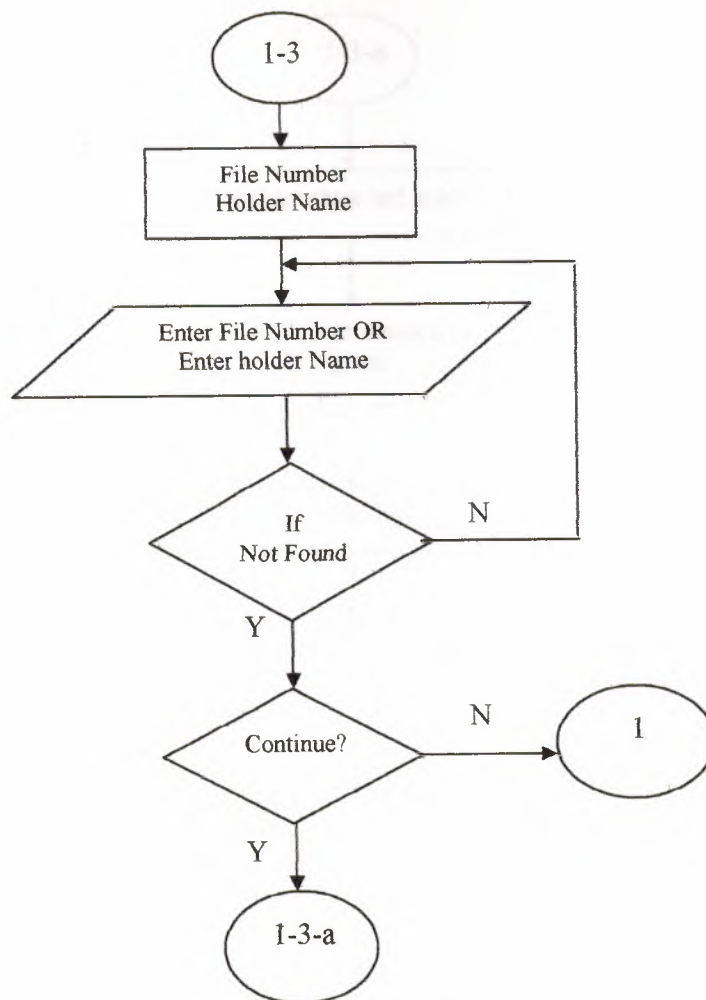 1-3
File Number
Holder Name
Enter File Number OR
Enter holder Name
If
Not Found
N
Y
Continue?
N
1
Y
1-3-a